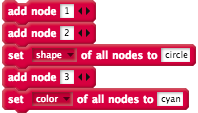 add node 1
add node 2
set shape of all nodes to circle
add node 3
set color of all nodes to cyan